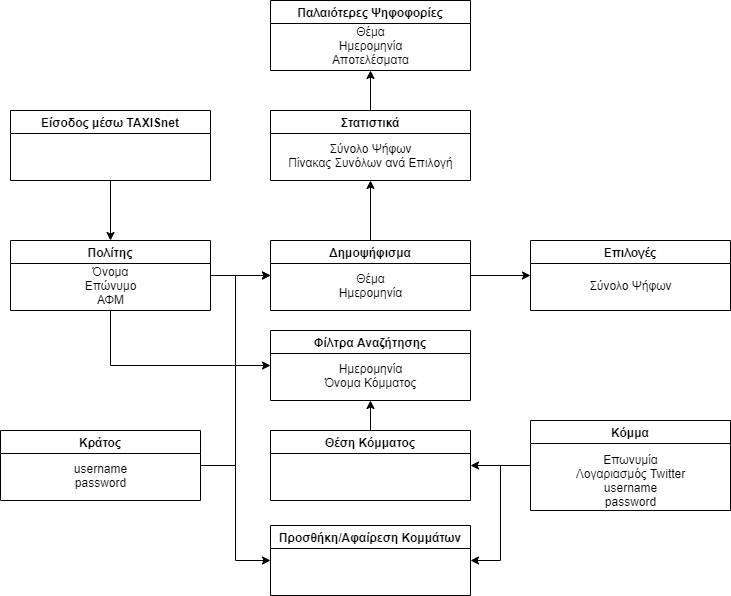 Παλαιότερες Ψηφοφορίες
Θέμα
Ημερομηνία
Αποτελέσματα
Είσοδος μέσω TAXISnet
Στατιστικά
Σύνολο Ψήφων
Πίνακας Συνόλων ανά Επιλογή
Πολίτης
Όνομα
Επώνυμο
ΑΦΜ
Δημοψήφισμα
Θέμα
Ημερομηνία
Επιλογές
Σύνολο Ψήφων
Φίλτρα Αναζήτησης
Ημερομηνία
Όνομα Κόμματος
Κράτος
username
password
Θέση Κόμματος
Κόμμα
Επωνυμία
Λογαριασμός Twitter
username
password
Προσθήκη/Αφαίρεση Κομμάτων